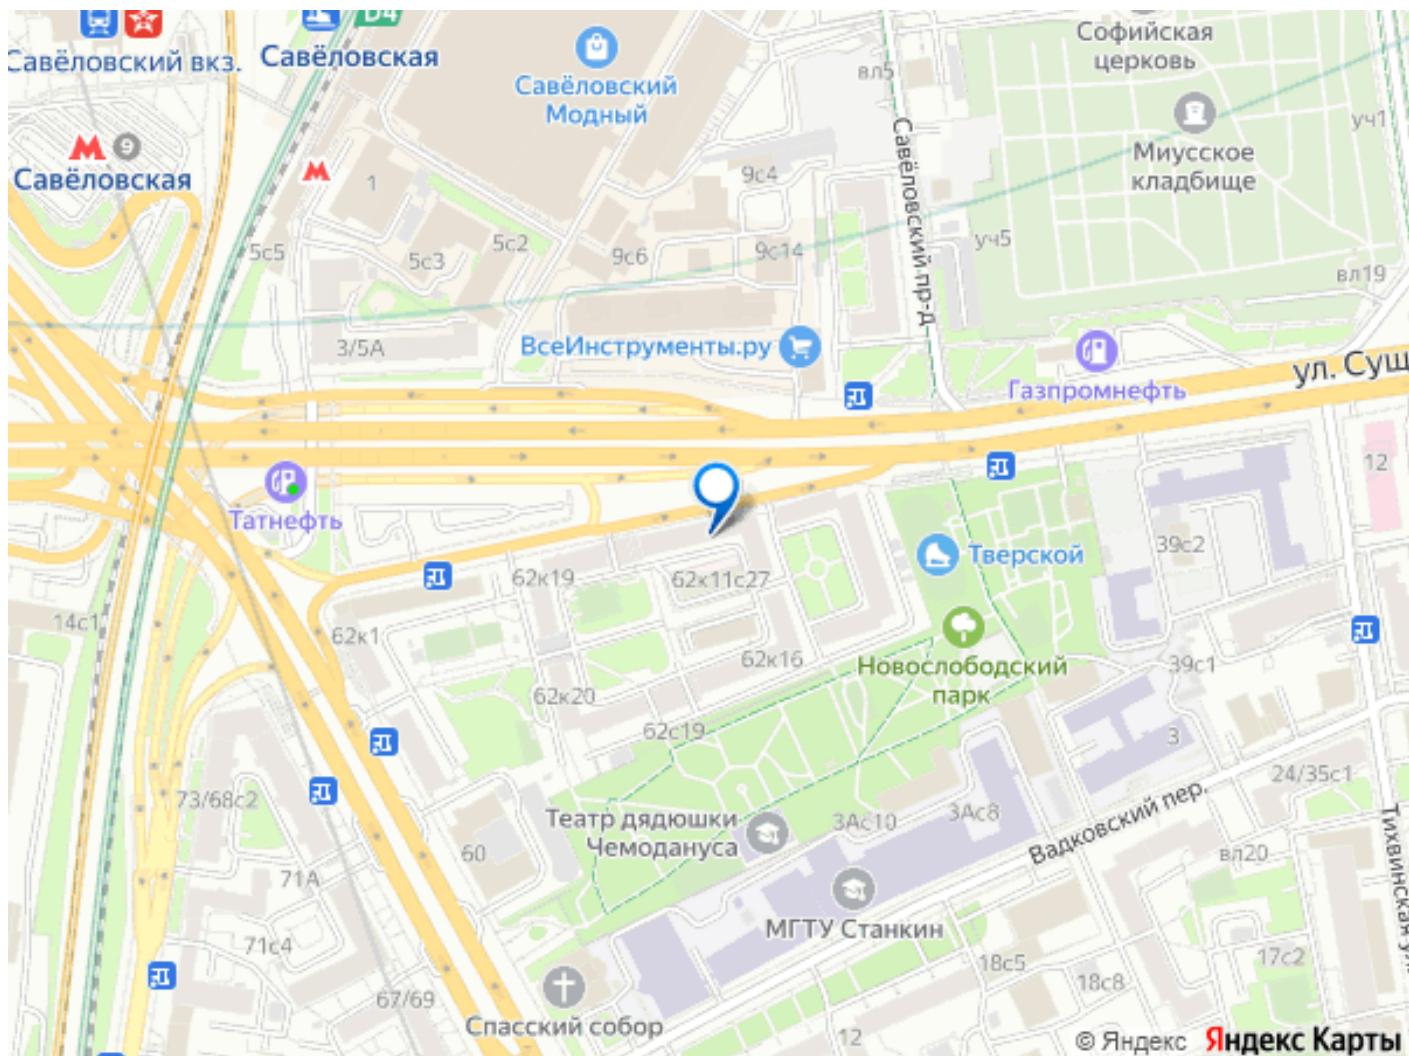 D4
Савёловский вкз.
Савёловская
Савёловский
Модный
вл5
Софийская
церковь
Миусское
кладбище
уч1
9
Савёловская
1
9с4
Савёловский пр-д
5с5
5с3
5с2
9с6
9с14
уч5
вл19
3/5А
ВсеИнструменты.ру
Газпромнефть
ул. Сущ
Татнефть
12
62к19
62к11с27
Тверской
39с2
14с1
62к1
62к16
Новослободский
парк
39с1
62к20
62с19
3
24/35с1
73/68с2
Театр дядюшки
Чемодануса
3Ас10
3Ас8
Вадковский пер.
60
вл20
71А
Тихвинская ул.
МГТУ Станкин
71с4
18с5
17с2
67/69
18с8
Спасский собор
12
© Яндекс Яндекс Карты